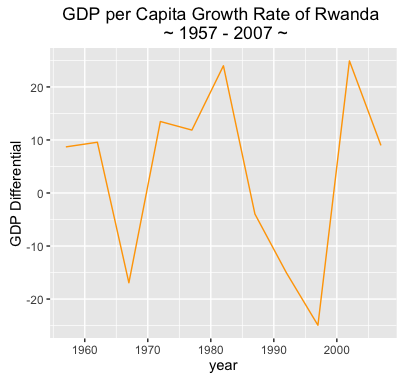 GDP per Capita Growth Rate of Rwanda
~ 1957 - 2007 ~
GDP Differential
20
10
0
-10
-20
1960 1970 1980 1990 2000
year